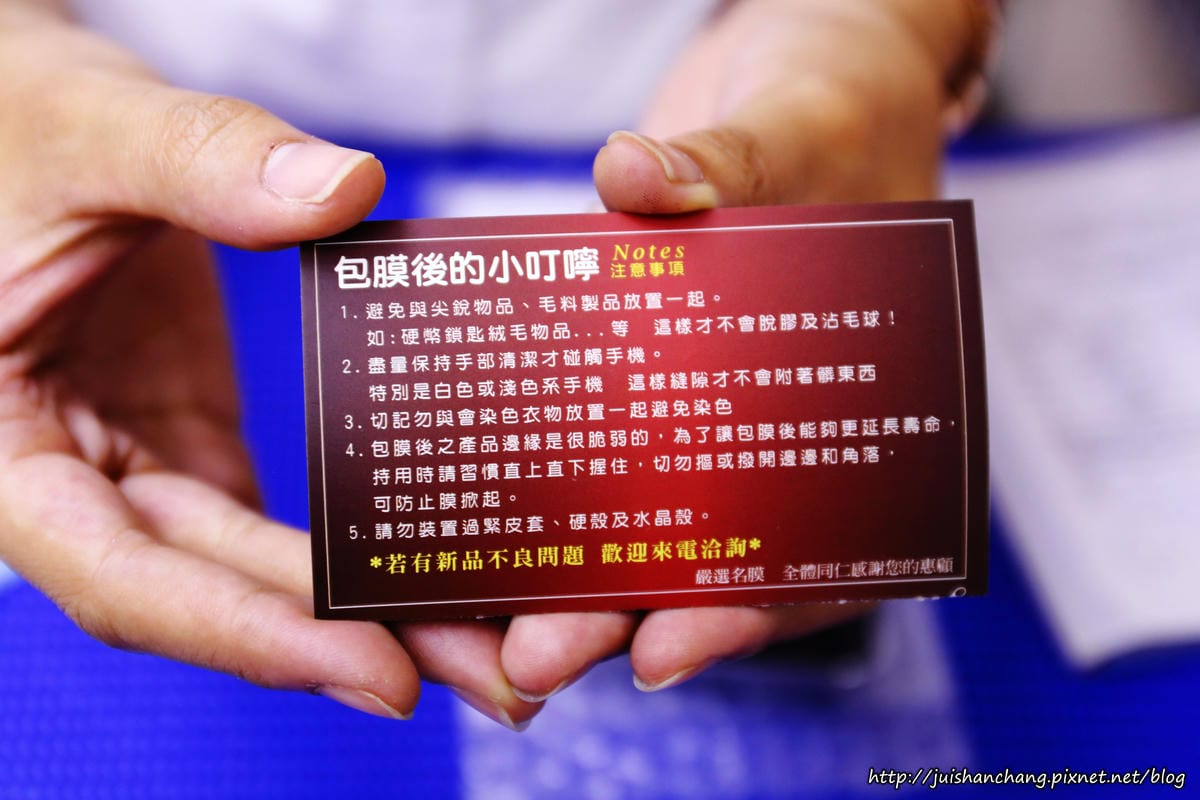 包膜後的小叮嚀 Notes 注意事項
1. 避免與尖銳物品、毛料製品放置一起。
如:硬幣鎖匙絨毛物品...等 這樣才不會脫膠及沾毛球！
2. 盡量保持手部清潔才碰觸手機。
特別是白色或淺色系手機 這樣縫隙才不會附著髒東西
3. 切記勿與會染色衣物放置一起避免染色
4. 包膜後之產品邊緣是很脆弱的，為了讓包膜後能夠更延長壽命，
持用時請習慣直上直下握住，切勿摳或撥開邊邊和角落，
可防止膜掀起。
5. 請勿裝置過緊皮套、硬殼及水晶殼。
*若有新品不良問題 歡迎來電洽詢*
嚴選名膜 全體同仁感謝您的惠顧
http://juishanchang.pixnet.net/blog